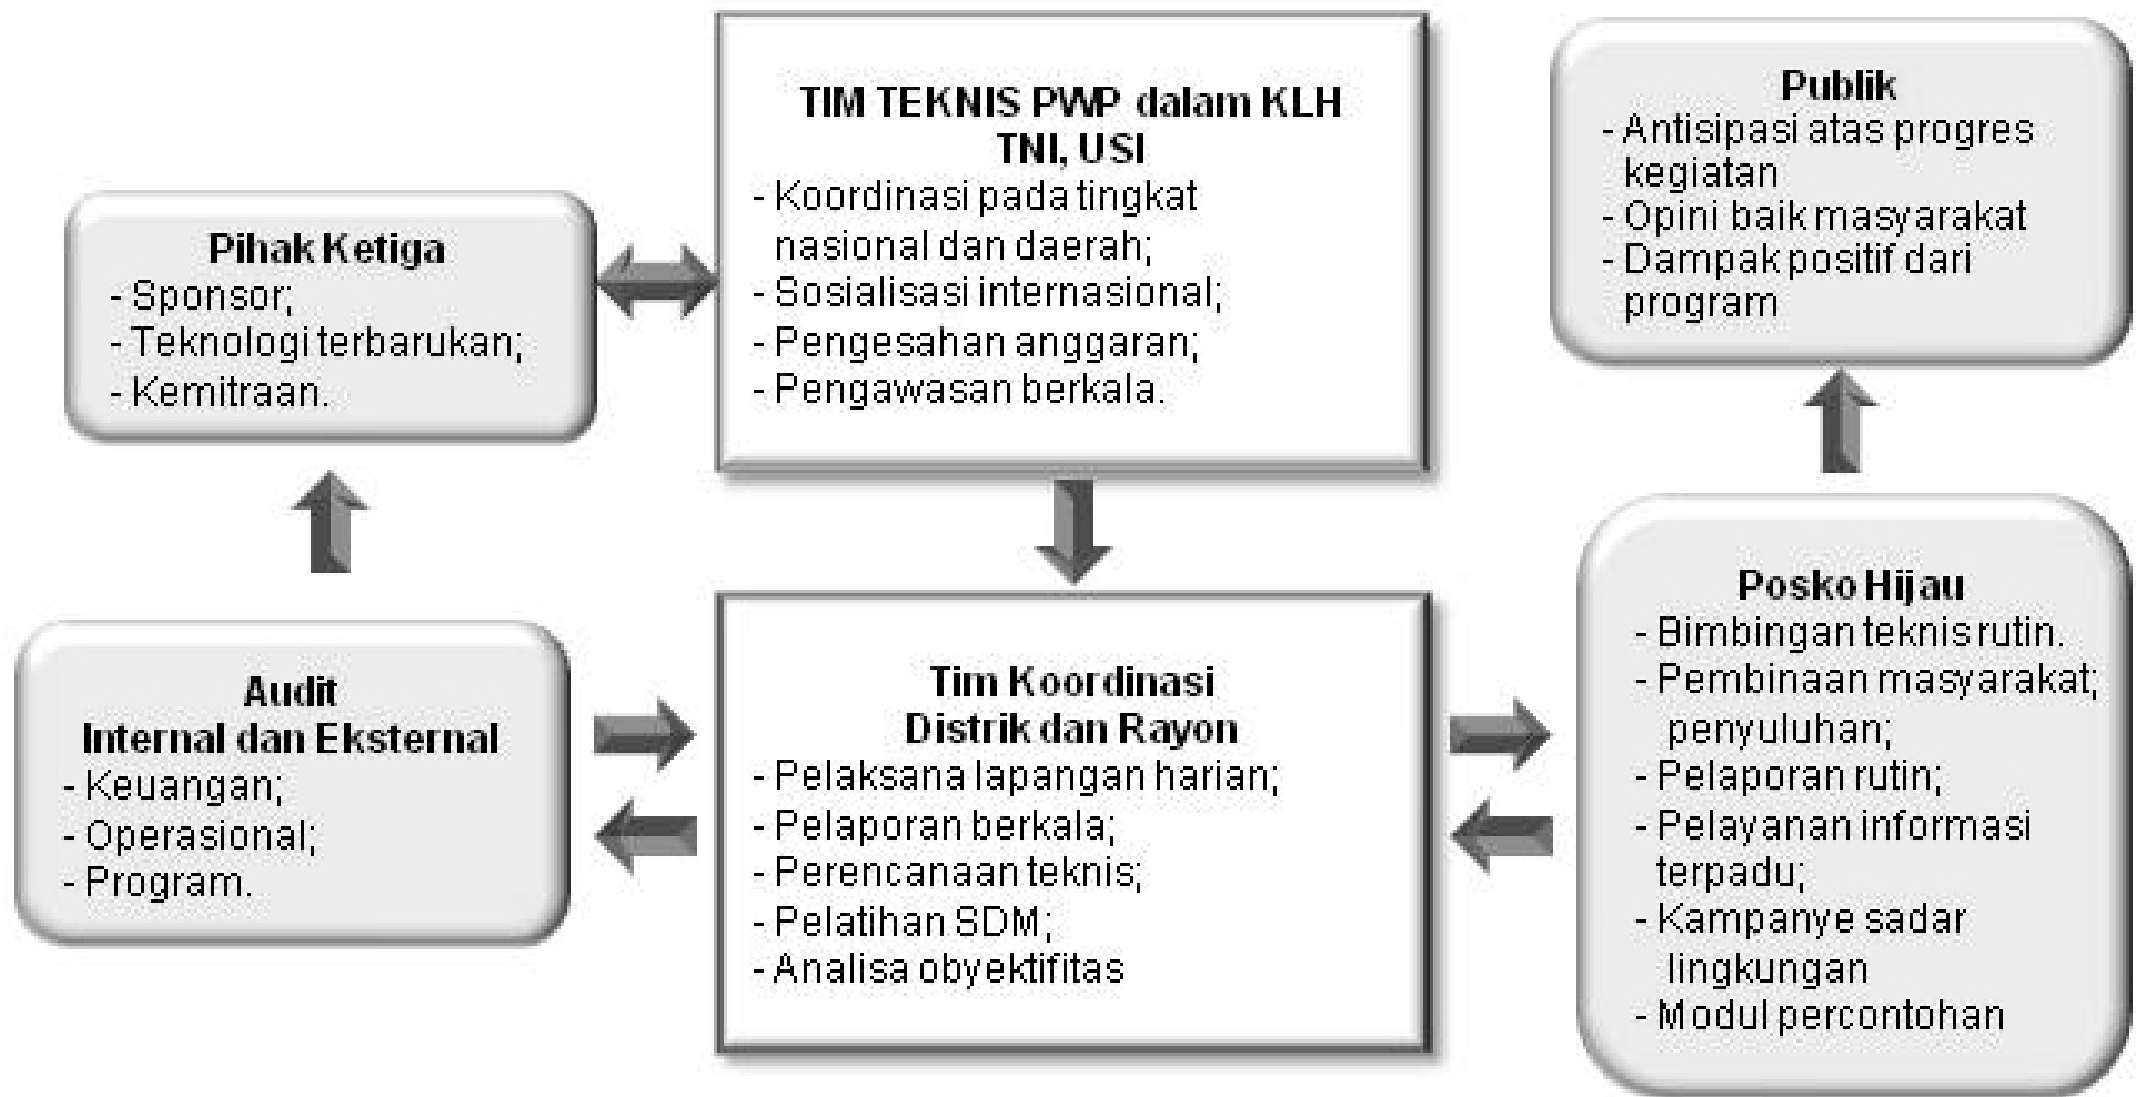 TIM TEKNIS PWP dalam KLH
TNI, USI
- Koordinasi pada tingkat
nasional dan daerah;
- Sosialisasi internasional;
- Pengesahan anggaran;
- Pengawasan berkala.
Publik
- Antisipasi atas progres
kegiatan
- Opini baik masyarakat
- Dampak positif dari
program
Pihak Ketiga
- Sponsor;
- Teknologi terbarukan;
- Kemitraan.
Audit
Internal dan Eksternal
- Keuangan;
- Operasional;
- Program.
Tim Koordinasi
Distrik dan Rayon
- Pelaksana lapangan harian;
- Pelaporan berkala;
- Perencanaan teknis;
- Pelatihan SDM;
- Analisa obyektifitas
Posko Hijau
- Bimbingan teknis rutin.
- Pembinaan masyarakat;
penyuluhan;
- Pelaporan rutin;
- Pelayanan informasi
terpadu;
- Kampanye sadar
lingkungan
- Modul percontohan